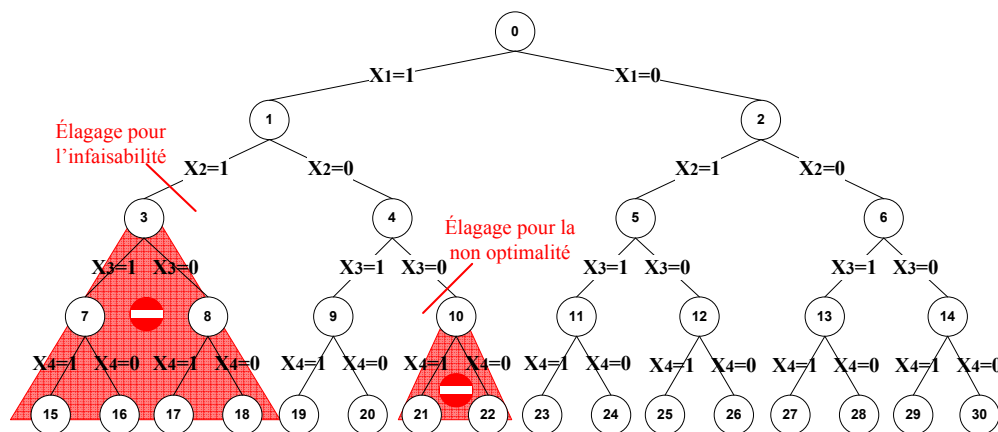 0
X1=1
X1=0
1
2
Élagage pour
l'infaisabilité
X2=1
X2=0
X2=1
X2=0
3
4
5
6
Élagage pour la
non optimalité
X3=1
X3=0
X3=1
X3=0
X3=1
X3=0
X3=1
X3=0
7
8
9
10
11
12
13
14
X4=1
X4=0
X4=1
X4=0
X4=1
X4=0
X4=1
X4=0
X4=1
X4=0
X4=1
X4=0
X4=1
X4=0
X4=1
X4=0
15
16
17
18
19
20
21
22
23
24
25
26
27
28
29
30